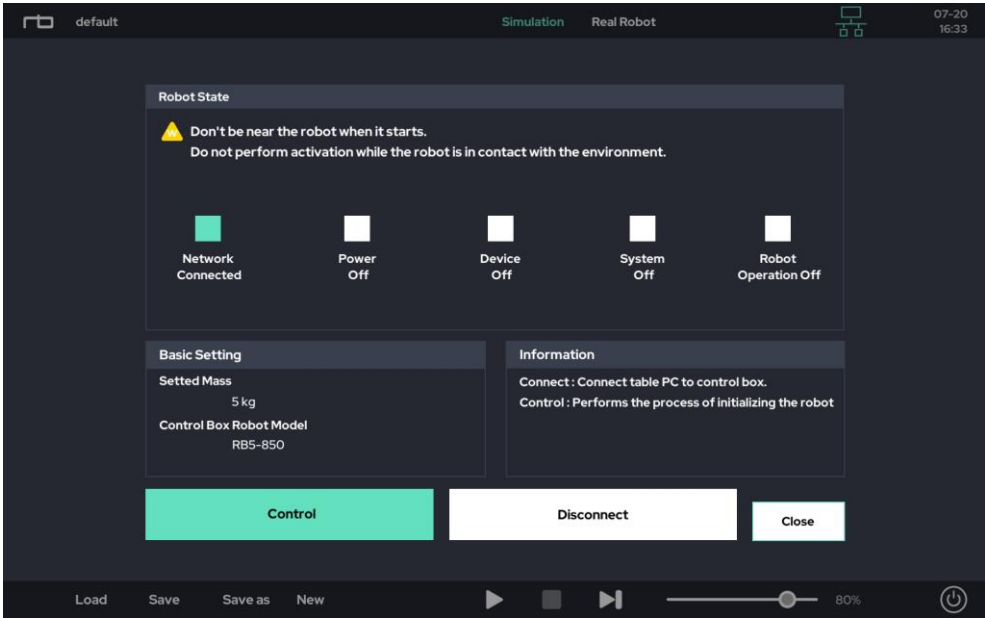 rb default Simulation Real Robot 07-20
16:33
Robot State
Don't be near the robot when it starts.
Do not perform activation while the robot is in contact with the environment.
Network
Connected
Power
Off
Device
Off
System
Off
Robot
Operation Off
Basic Setting
Setted Mass
5 kg
Control Box Robot Model
RB5-850
Information
Connect : Connect table PC to control box.
Control : Performs the process of initializing the robot
Control
Disconnect
Close
Load Save Save as New 80%